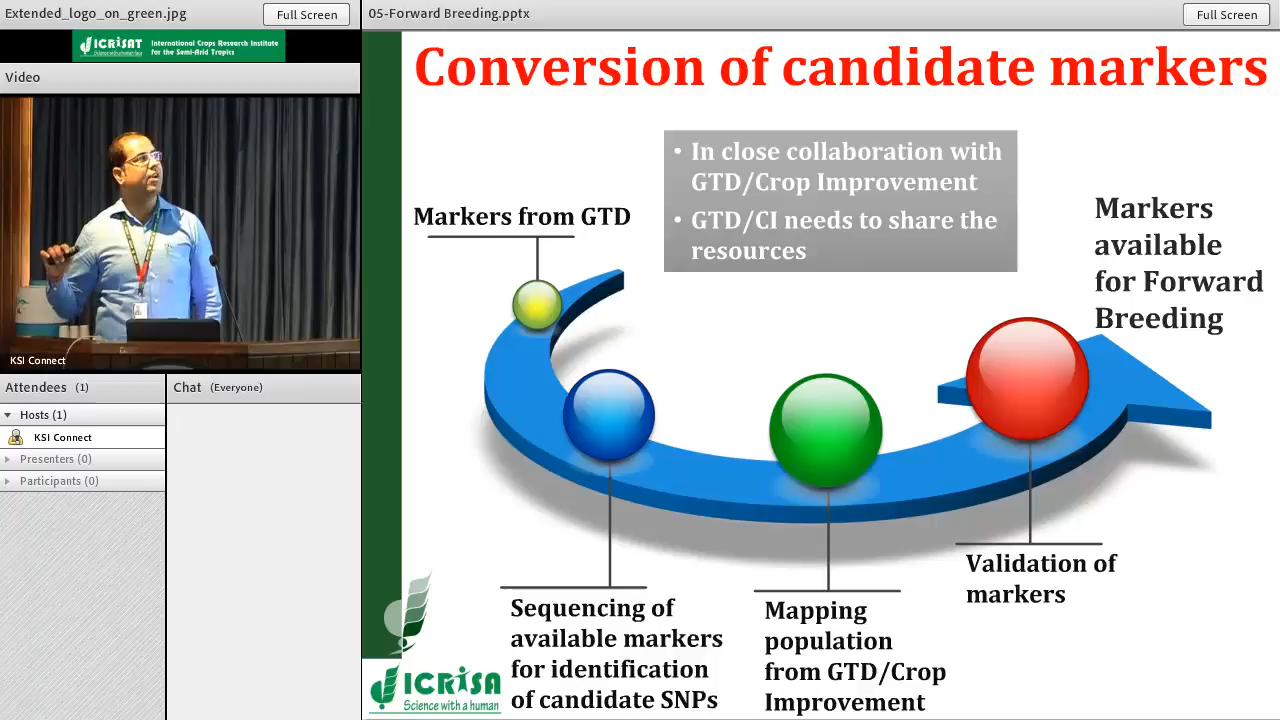 Extended_logo_on_green.jpg
Full Screen
05-Forward Breeding.pptx
Full Screen
ICRISAT
International Crops Research Institute
for the Semi-Arid Tropics
Video
KSI Connect
Attendees (1)
Chat (Everyone)
Hosts (1)
KSI Connect
Presenters (0)
Participants (0)
Conversion of candidate markers
• In close collaboration with
GTD/Crop Improvement
• GTD/CI needs to share the
resources
Markers from GTD
Markers
available
for Forward
Breeding
Validation of
markers
Sequencing of
available markers
for identification
of candidate SNPs
Mapping
population
from GTD/Crop
Improvement
ICRISA
Science with a human